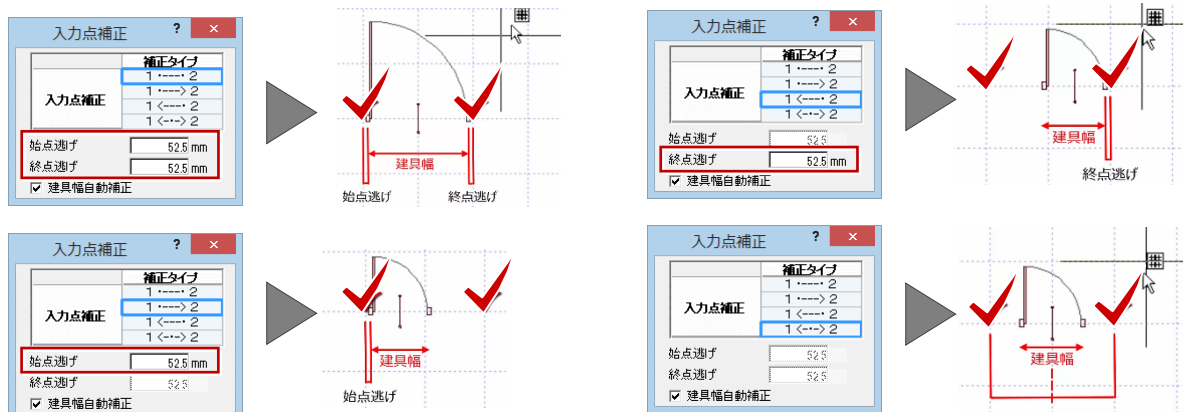 入力点補正 ? ×
補正タイプ
1 ・---・ 2
1 ・---> 2
入力点補正
1 <---・ 2
1 <-・-> 2
始点逃げ 52.5 mm
終点逃げ 52.5 mm
建具幅自動補正
建具幅
始点逃げ 終点逃げ
入力点補正 ? ×
補正タイプ
1 ・---・ 2
1 ・---> 2
入力点補正
1 <---・ 2
1 <-・-> 2
始点逃げ 52.5
終点逃げ 52.5 mm
建具幅自動補正
建具幅
終点逃げ
入力点補正 ? ×
補正タイプ
1 ・---・ 2
1 ・---> 2
入力点補正
1 <---・ 2
1 <-・-> 2
始点逃げ 52.5 mm
終点逃げ 52.5
建具幅自動補正
建具幅
始点逃げ
入力点補正 ? ×
補正タイプ
1 ・---・ 2
1 ・---> 2
入力点補正
1 <---・ 2
1 <-・-> 2
始点逃げ 52.5
終点逃げ 52.5
建具幅自動補正
建具幅